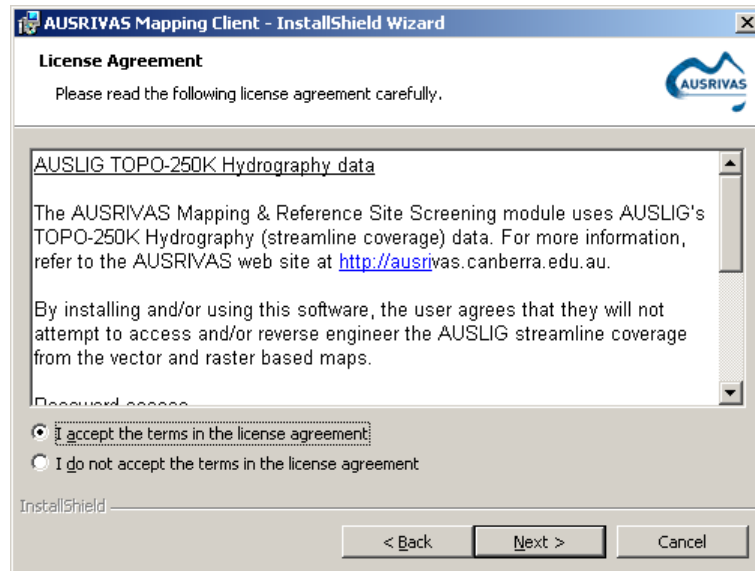 AUSRIVAS Mapping Client - InstallShield Wizard
License Agreement
Please read the following license agreement carefully.
AUSRIVAS
AUSLIG TOPO-250K Hydrography data
The AUSRIVAS Mapping & Reference Site Screening module uses AUSLIG's
TOPO-250K Hydrography (streamline coverage) data. For more information,
refer to the AUSRIVAS web site at http://ausrivas.canberra.edu.au.
By installing and/or using this software, the user agrees that they will not
attempt to access and/or reverse engineer the AUSLIG streamline coverage
from the vector and raster based maps.
Password access
I accept the terms in the license agreement
I do not accept the terms in the license agreement
InstallShield
< Back
Next >
Cancel